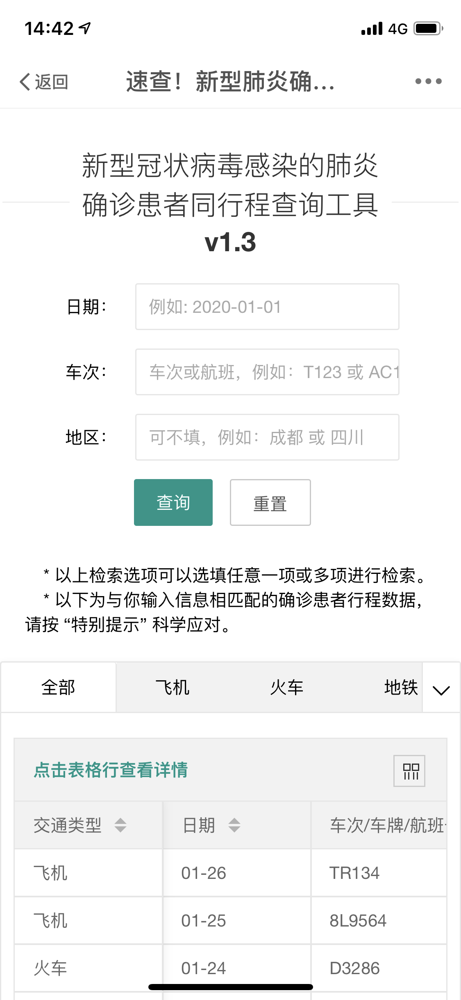 14:42
4G
返回
速查！新型肺炎确...
新型冠状病毒感染的肺炎
确诊患者同行程查询工具
v1.3
日期：
例如: 2020-01-01
车次：
车次或航班，例如：T123 或 AC1
地区：
可不填，例如：成都 或 四川
查询
重置
* 以上检索选项可以选填任意一项或多项进行检索。
* 以下为与你输入信息相匹配的确诊患者行程数据，
请按 “特别提示” 科学应对。
全部 飞机 火车 地铁
点击表格行查看详情
交通类型 日期 车次/车牌/航班
飞机 01-26 TR134
飞机 01-25 8L9564
火车 01-24 D3286